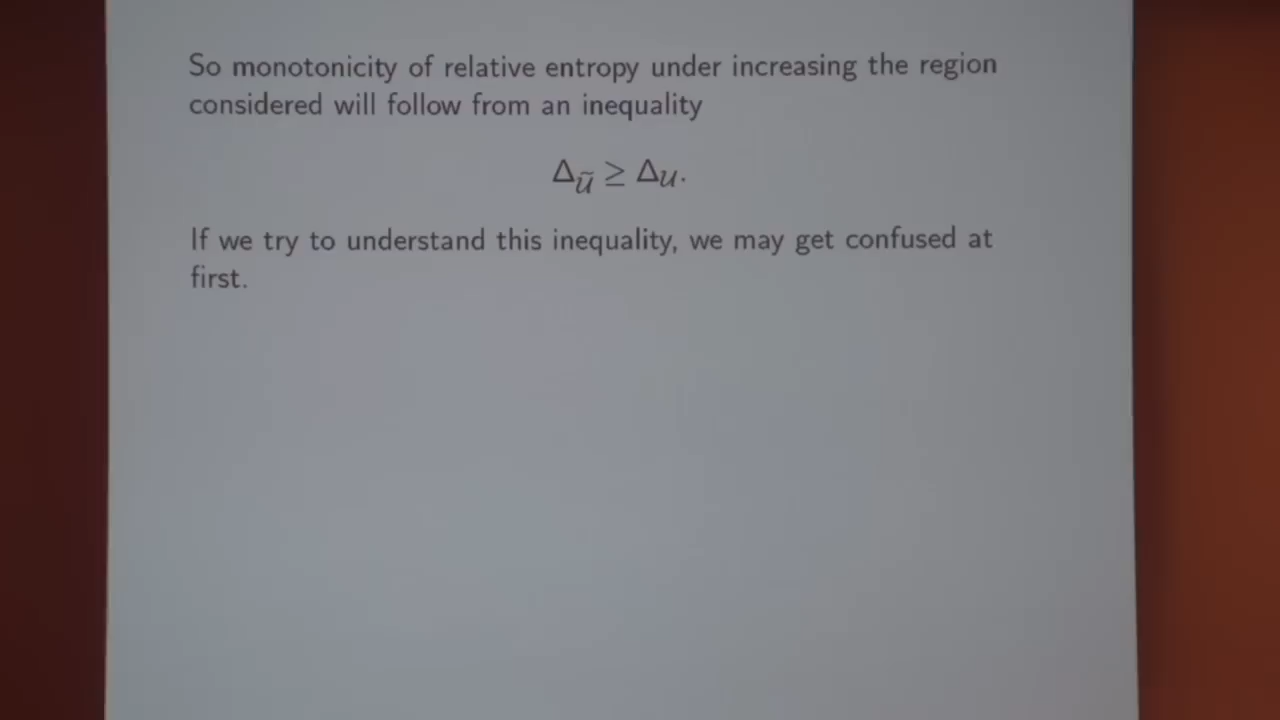 So monotonicity of relative entropy under increasing the region
considered will follow from an inequality
Δ_Ũ ≥ Δ_U.
If we try to understand this inequality, we may get confused at
first.